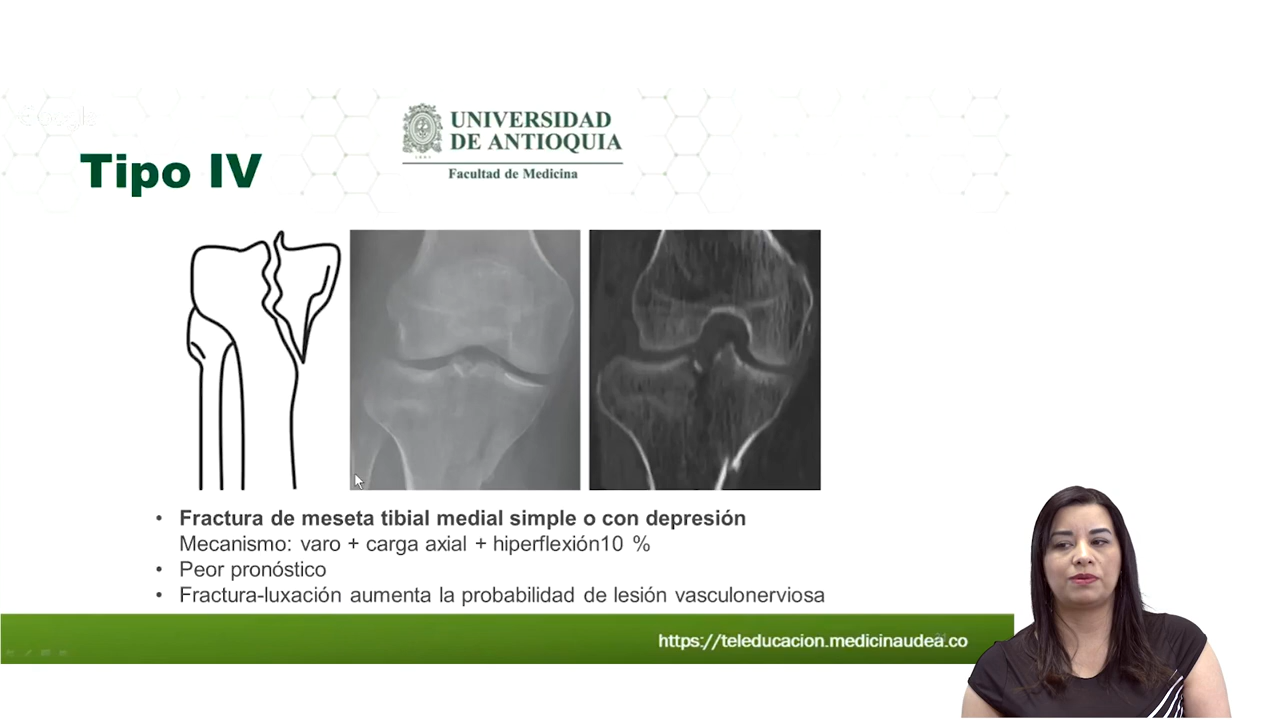 UNIVERSIDAD
DE ANTIOQUIA
1803
Facultad de Medicina
Tipo IV
• Fractura de meseta tibial medial simple o con depresión
Mecanismo: varo + carga axial + hiperflexión10 %
• Peor pronóstico
• Fractura-luxación aumenta la probabilidad de lesión vasculonerviosa
https://teleducacion.medicinaudea.co